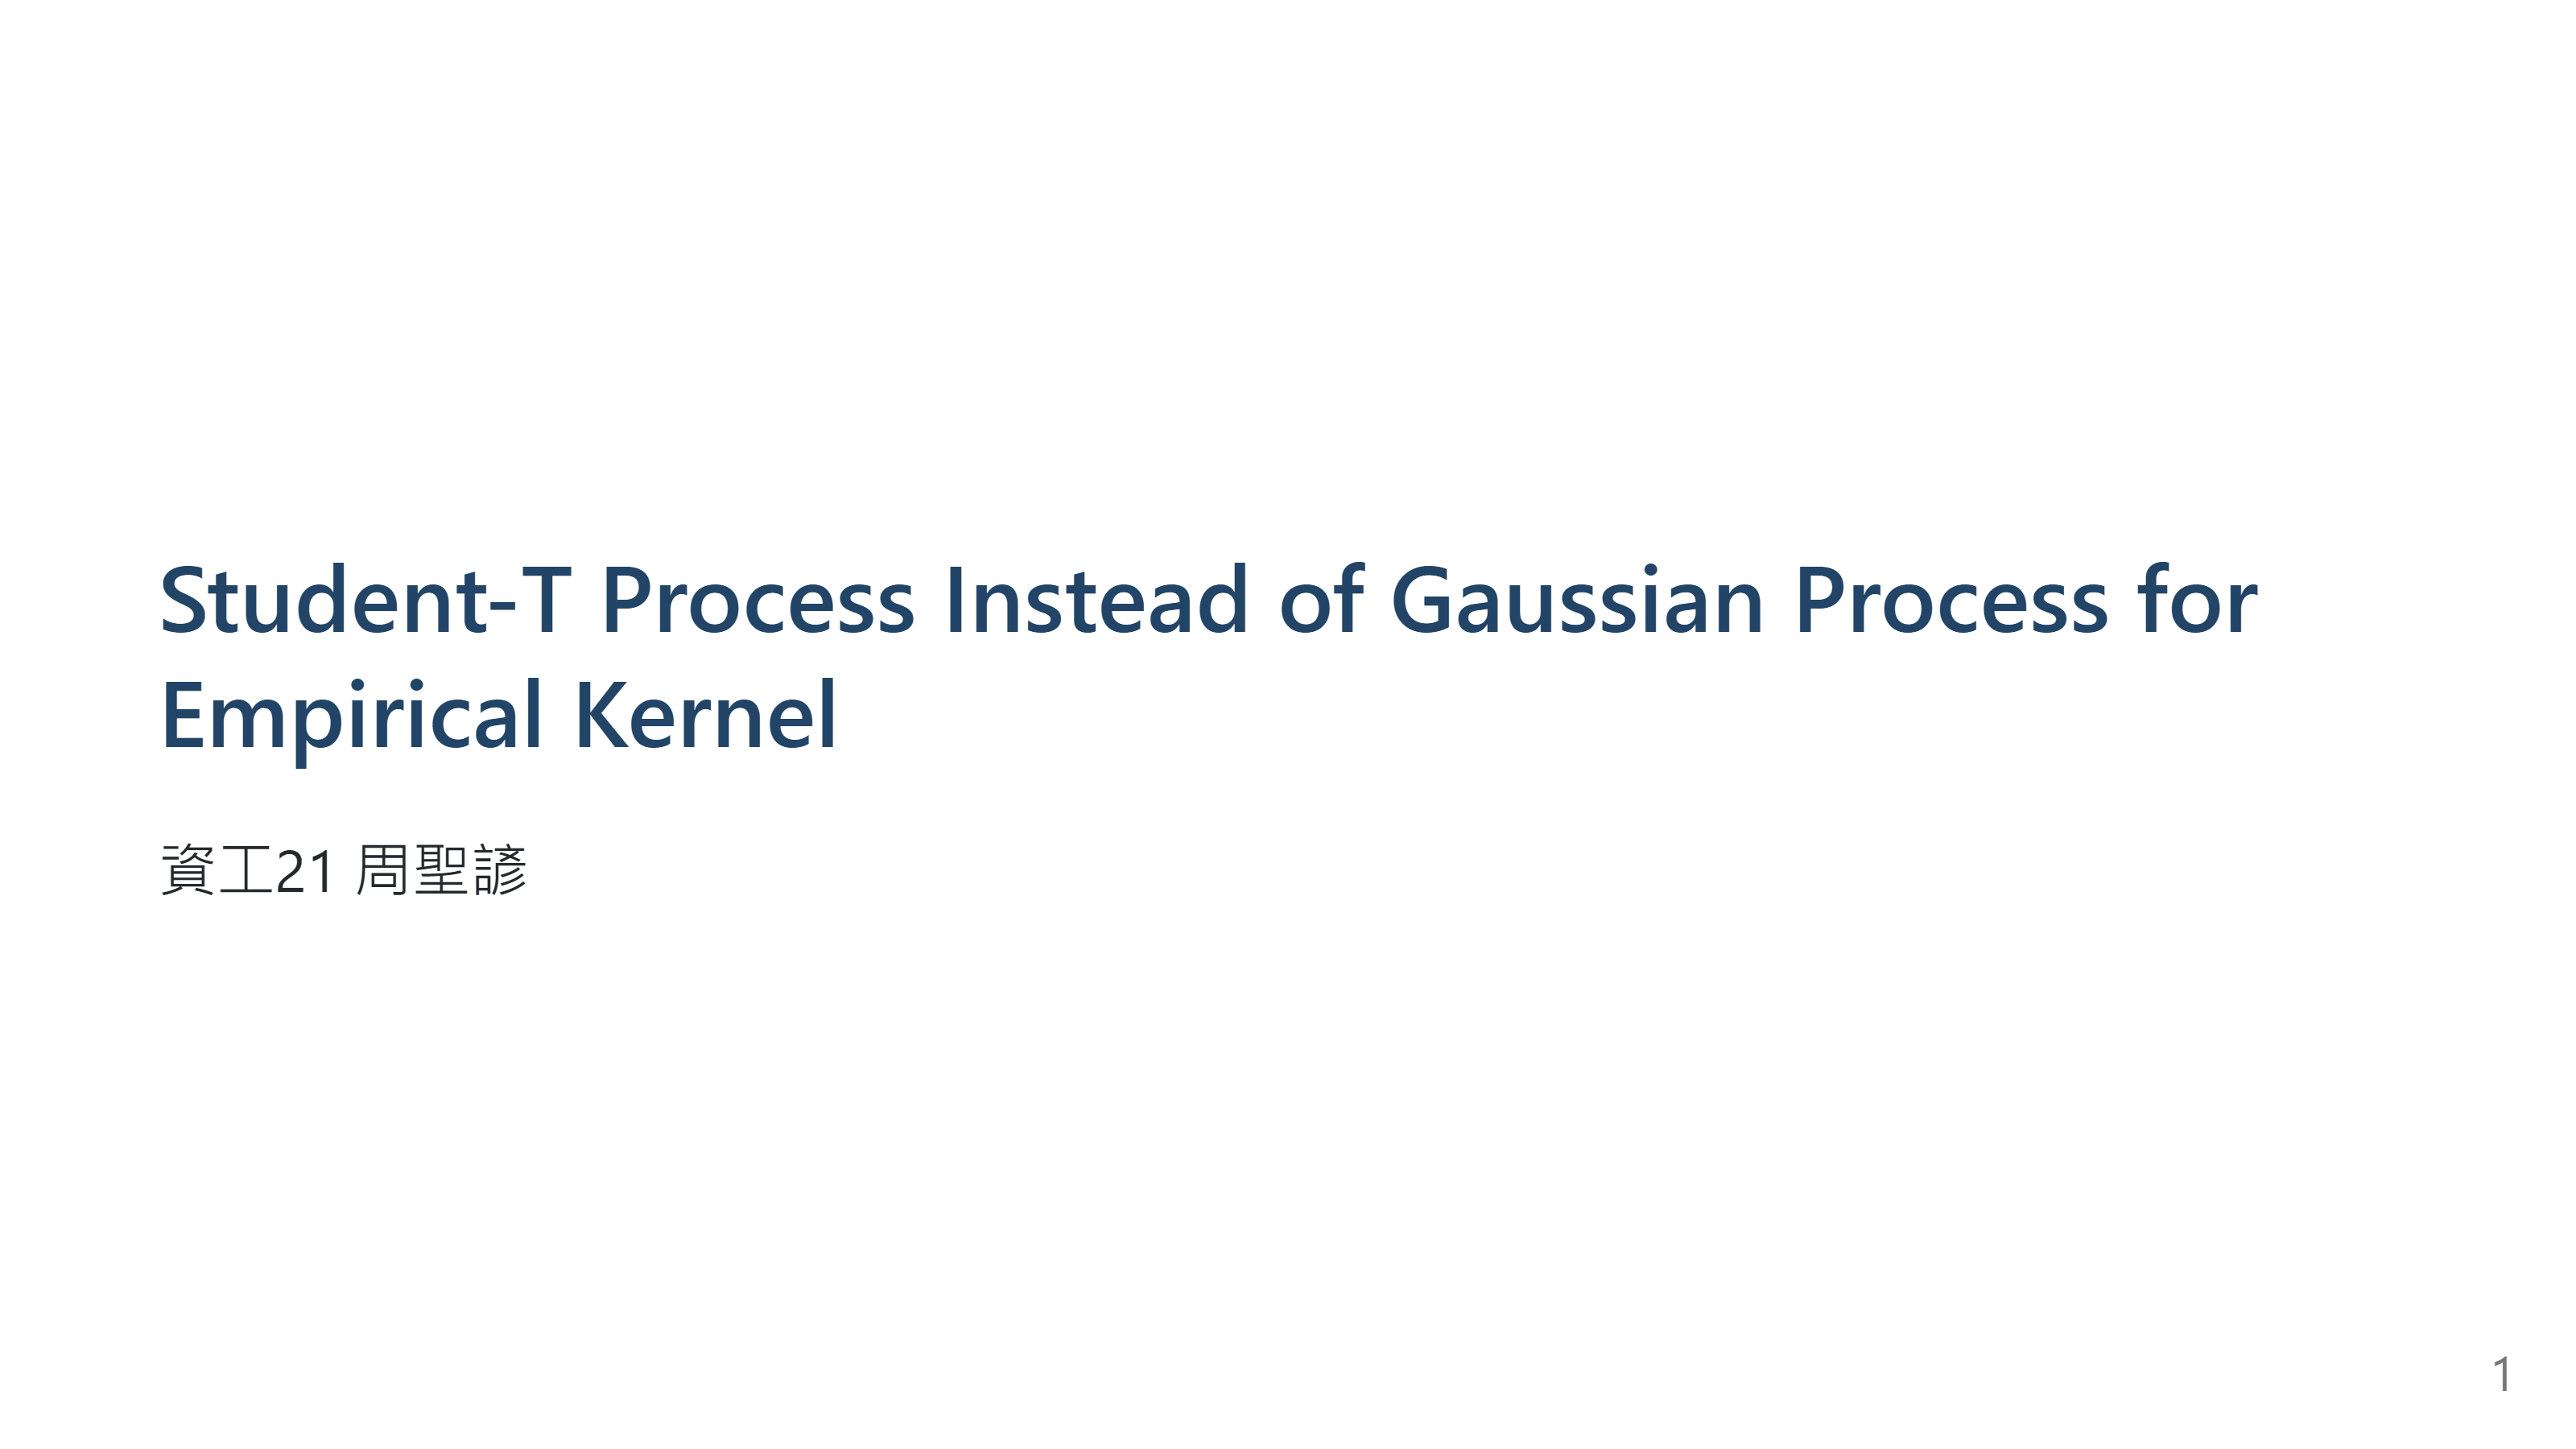 Student-T Process Instead of Gaussian Process for
Empirical Kernel
資工21 周聖諺
1